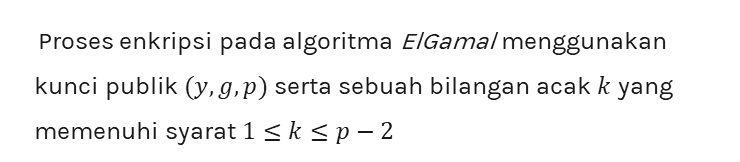 Proses enkripsi pada algoritma ElGamal menggunakan
kunci publik (y, g, p) serta sebuah bilangan acak k yang
memenuhi syarat 1 ≤ k ≤ p − 2